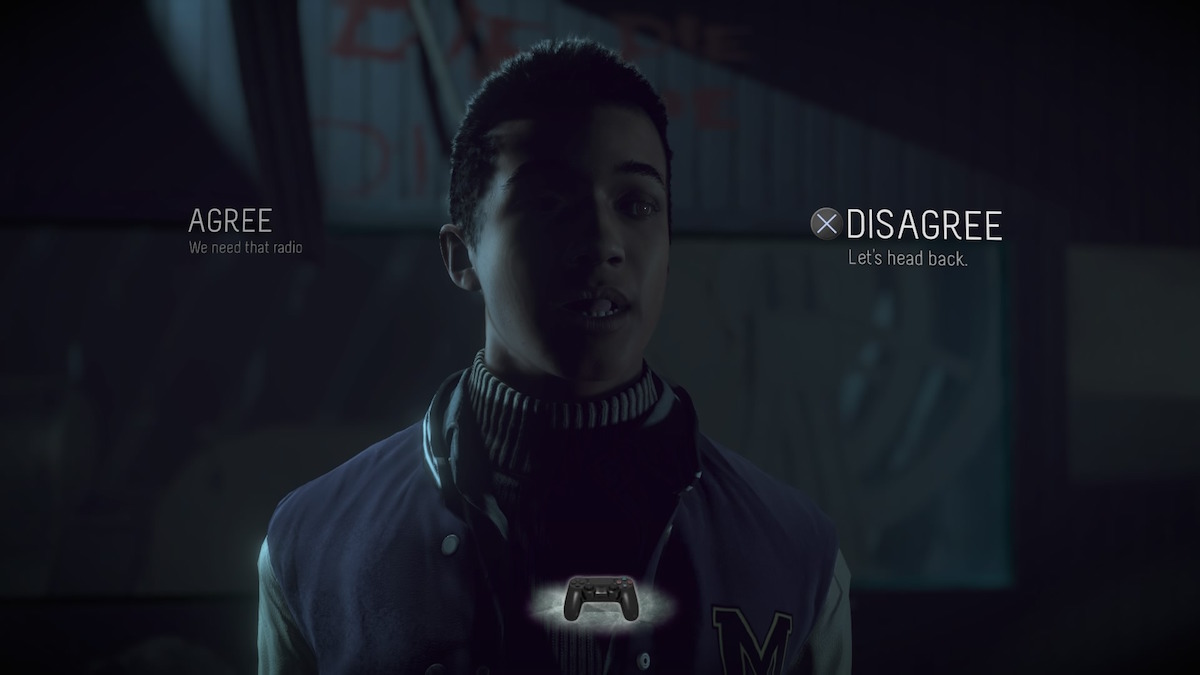 AGREE
We need that radio
DISAGREE
Let's head back.
M